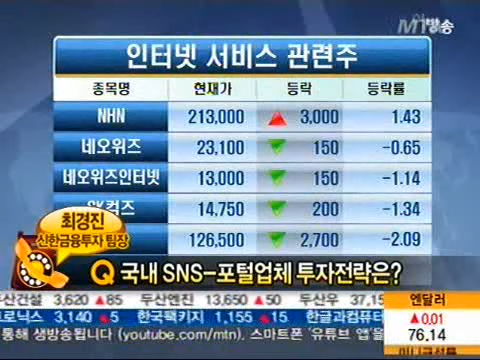 MTN방송
인터넷 서비스 관련주
종목명 현재가 등락 등락률
NHN 213,000 ▲ 3,000 1.43
네오위즈 23,100 ▼ 150 -0.65
네오위즈인터넷 13,000 ▼ 150 -1.14
SK컴즈 14,750 ▼ 200 -1.34
126,500 ▼ 2,700 -2.09
최경진
신한금융투자 팀장
Q 국내 SNS-포털업체 투자전략은?
두산건설 3,620 ▲85 두산엔진 13,650 ▲50 두산우 37,15
로닉스 3,140 ▲5 한국팩키지 1,155 ▲15 한글과컴퓨터
통해 생방송됩니다 (youtube.com/mtn), 스마트폰 '유튜브 앱'을
엔달러
▲0.01
76.14